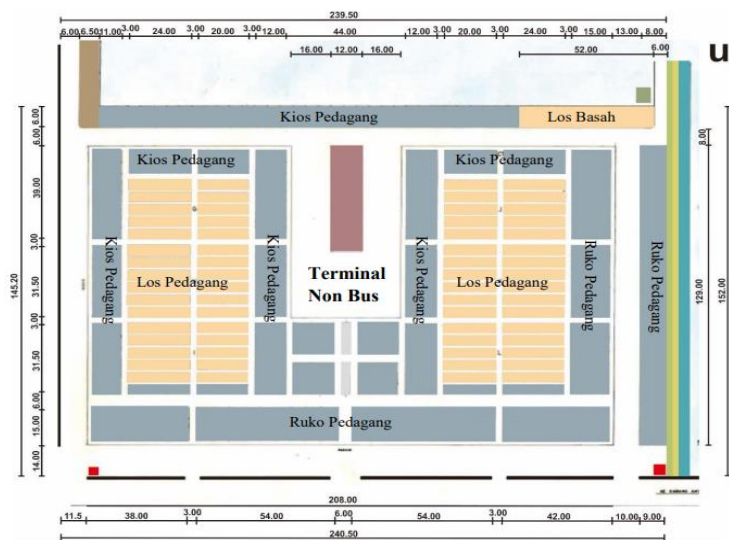 239.50
6.00 6.50 11.00 3.00 24.00 3.00 20.00 3.00 12.00 44.00 12.00 3.00 20.00 3.00 24.00 3.00 15.00 13.00 8.00
16.00 12.00 16.00 52.00 6.00
u
Kios Pedagang Los Basah
Kios Pedagang Kios Pedagang
Kios Pedagang
Los Pedagang
Kios Pedagang
Terminal
Non Bus
Kios Pedagang
Los Pedagang
Ruko Pedagang
Ruko Pedagang
Ruko Pedagang
6.00
6.00
39.00
3.00
31.50
3.00
31.50
6.00
15.00
14.00
145.20
8.00
129.00
152.00
208.00
11.5 38.00 3.00 54.00 6.00 54.00 3.00 42.00 10.00 9.00
240.50